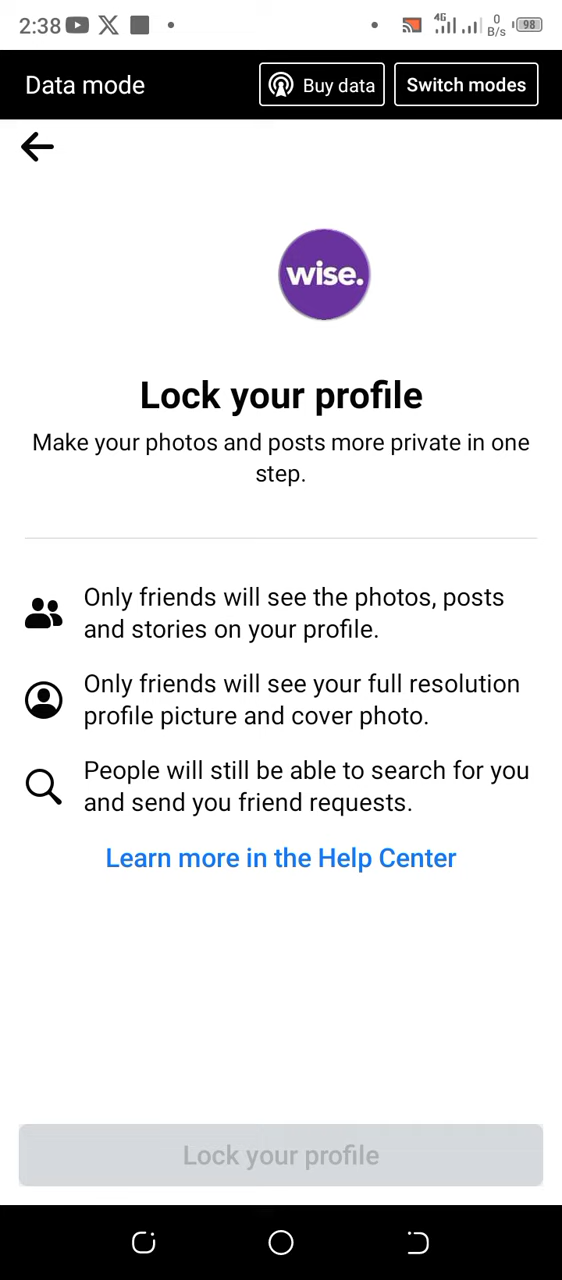 2:38 4G 0 B/s 98
Data mode Buy data Switch modes
wise.
Lock your profile
Make your photos and posts more private in one
step.
Only friends will see the photos, posts
and stories on your profile.
Only friends will see your full resolution
profile picture and cover photo.
People will still be able to search for you
and send you friend requests.
Learn more in the Help Center
Lock your profile